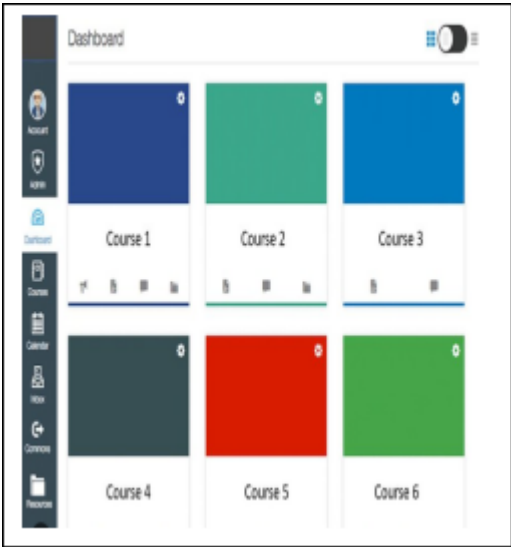 Dashboard
Account
Admin
Dashboard
Courses
Calendar
Inbox
Commons
Resources
Course 1
Course 2
Course 3
Course 4
Course 5
Course 6